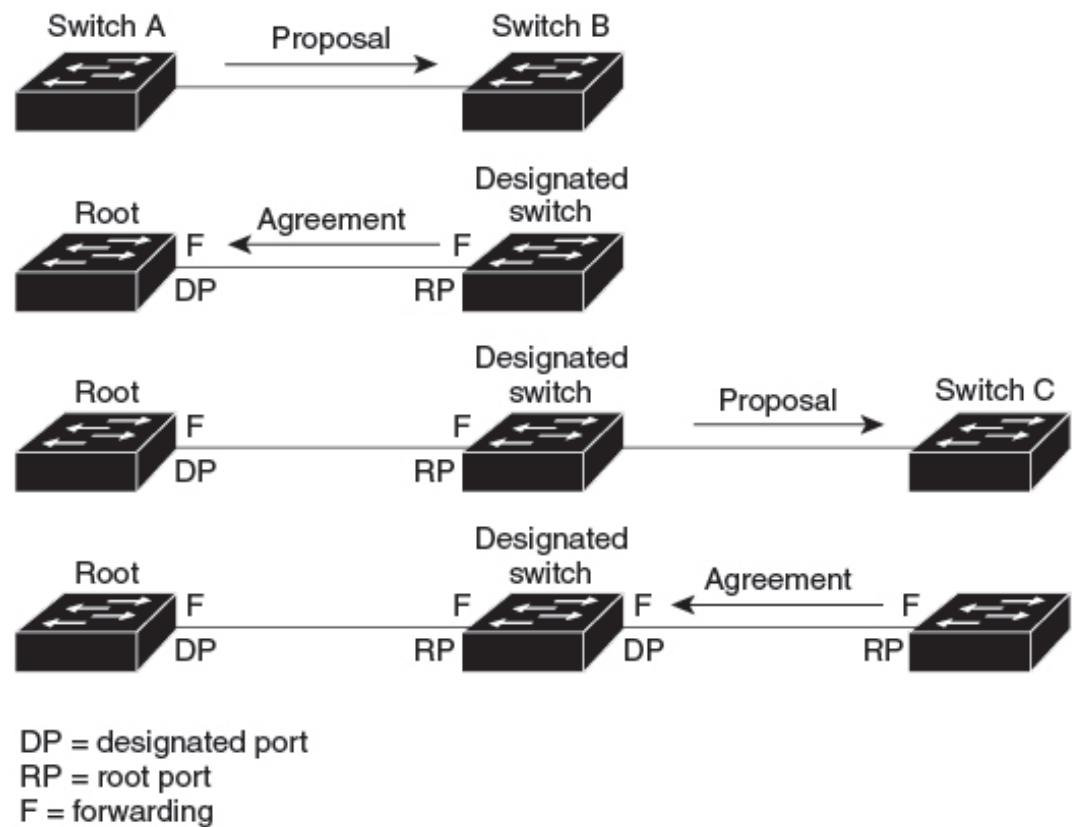 Switch A
Proposal
Switch B
Root
Agreement
Designated
switch
F
F
DP
RP
Root
Designated
switch
Proposal
Switch C
F
F
DP
RP
Root
Designated
switch
Agreement
F
F
F
F
DP
RP
DP
RP
DP = designated port
RP = root port
F = forwarding